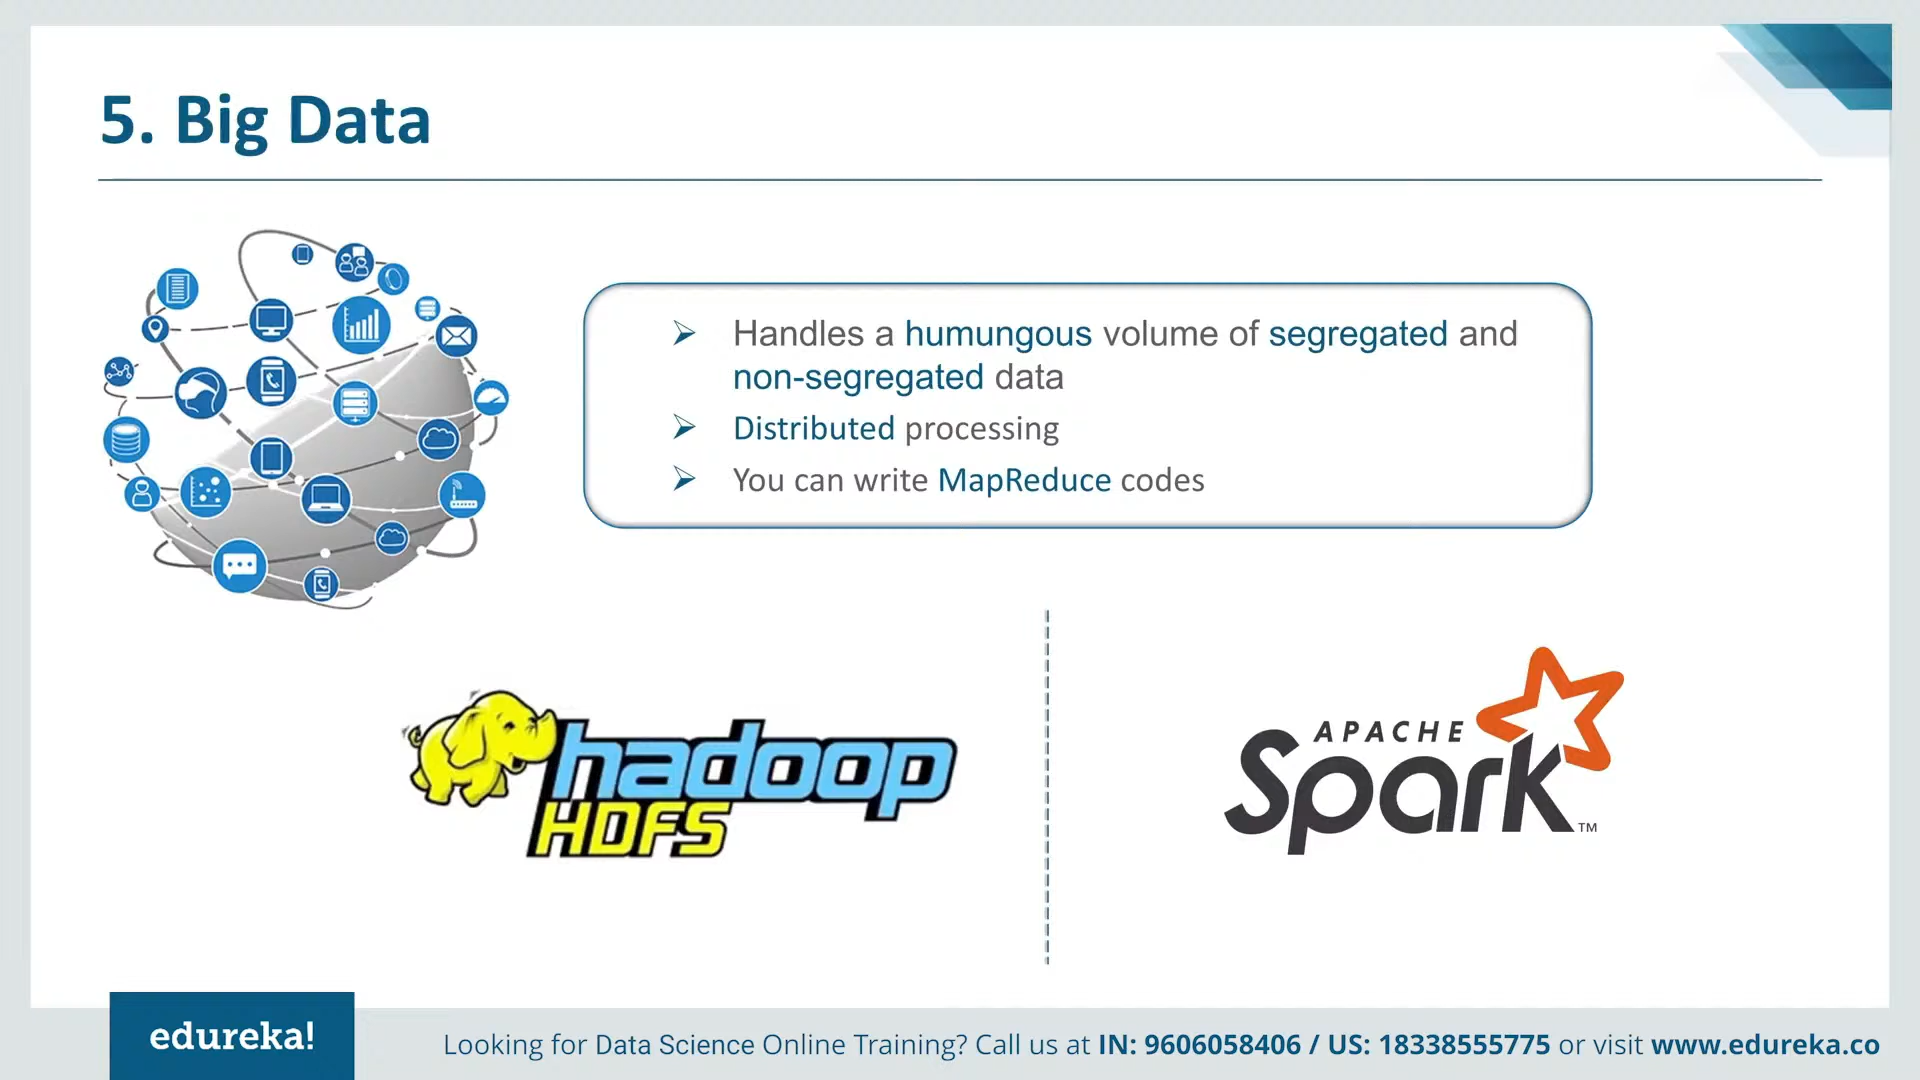 5. Big Data
➢ Handles a humungous volume of segregated and
non-segregated data
➢ Distributed processing
➢ You can write MapReduce codes
hadoop
HDFS
APACHE
Spark™
edureka!
Looking for Data Science Online Training? Call us at IN: 9606058406 / US: 18338555775 or visit www.edureka.co